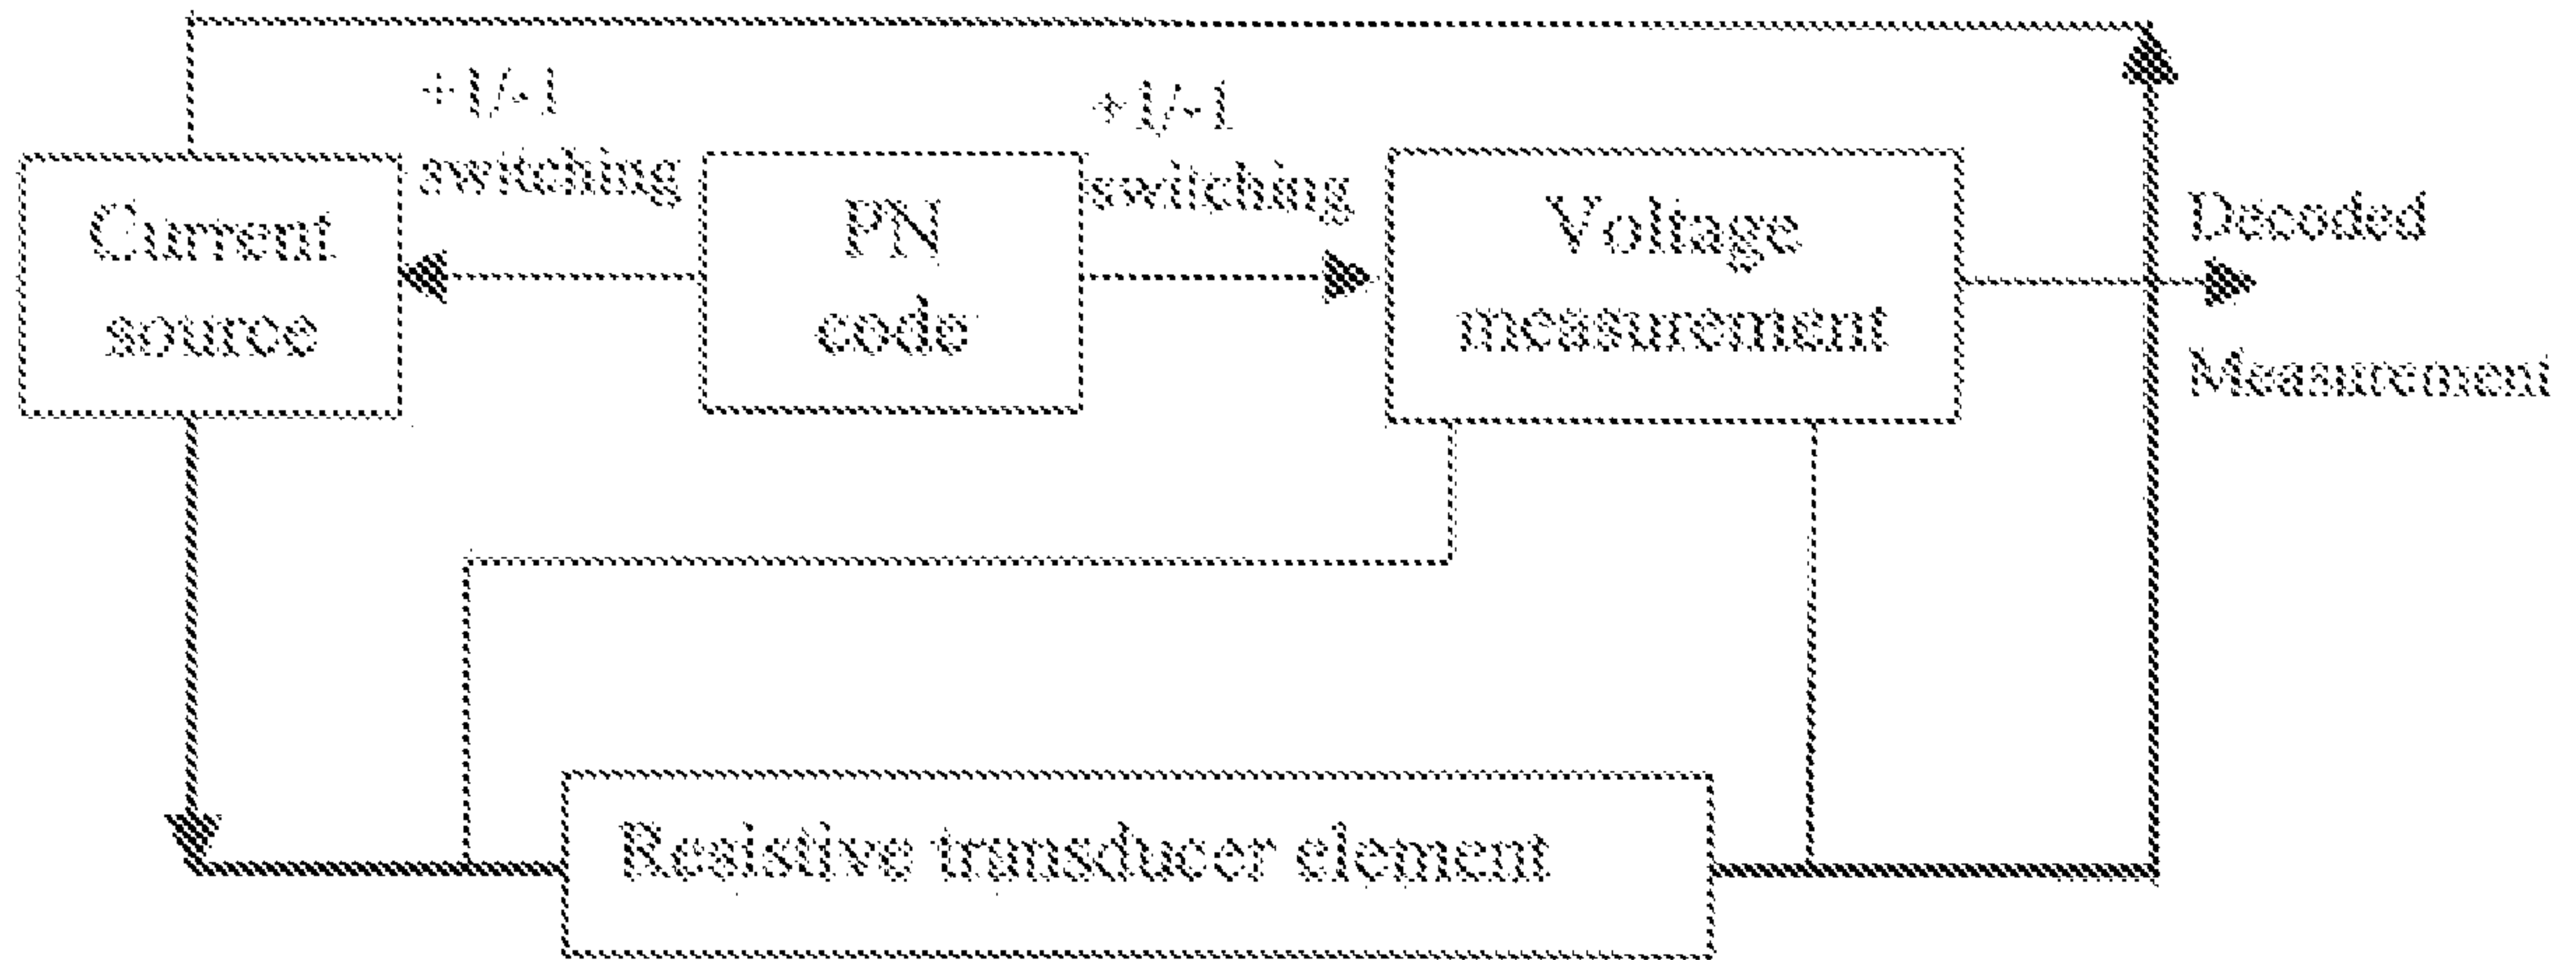 +1/-1
switching
+1/-1
switching
Current
source
PN
code
Voltage
measurement
Decoded
Measurement
Resistive transducer element